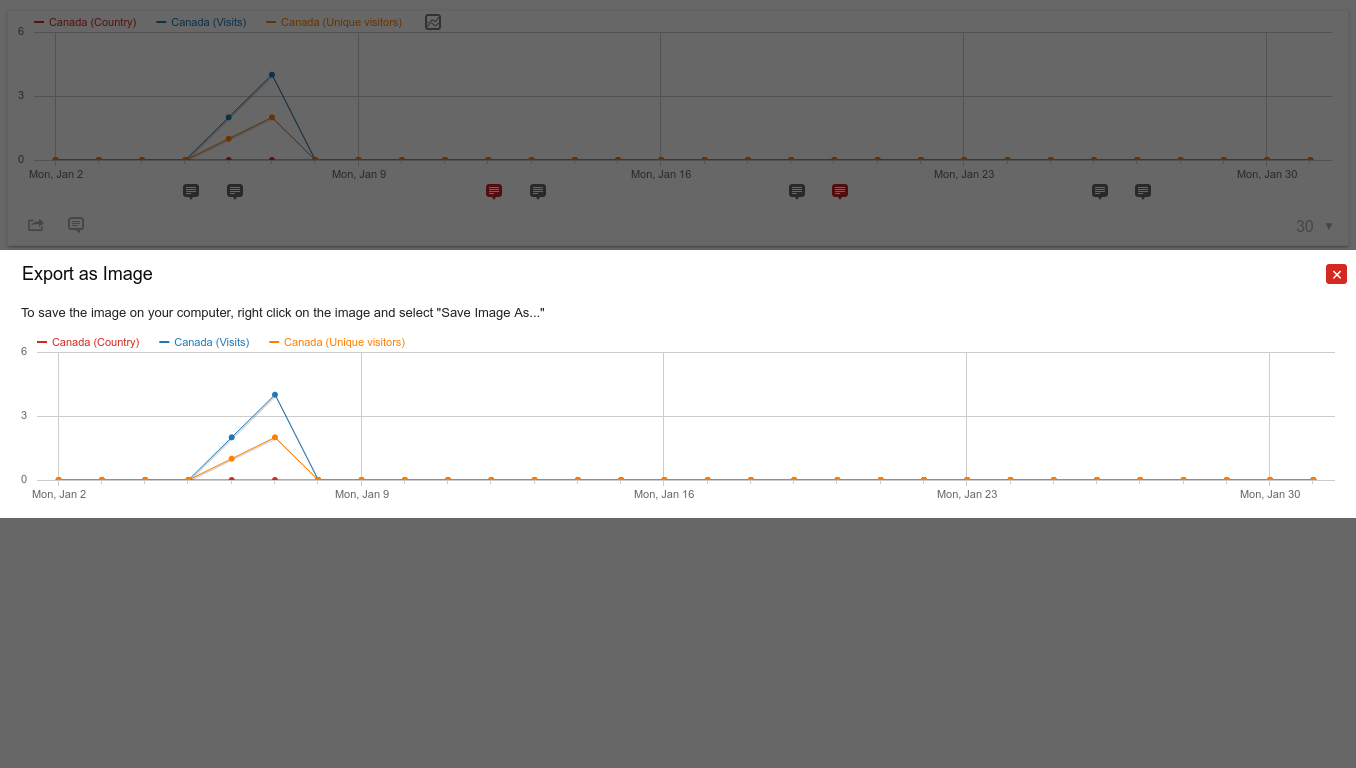 Canada (Country) Canada (Visits) Canada (Unique visitors)
6
3
0
Mon, Jan 2 Mon, Jan 9 Mon, Jan 16 Mon, Jan 23 Mon, Jan 30
30 ▼
Export as Image
To save the image on your computer, right click on the image and select "Save Image As..."
Canada (Country) Canada (Visits) Canada (Unique visitors)
6
3
0
Mon, Jan 2 Mon, Jan 9 Mon, Jan 16 Mon, Jan 23 Mon, Jan 30